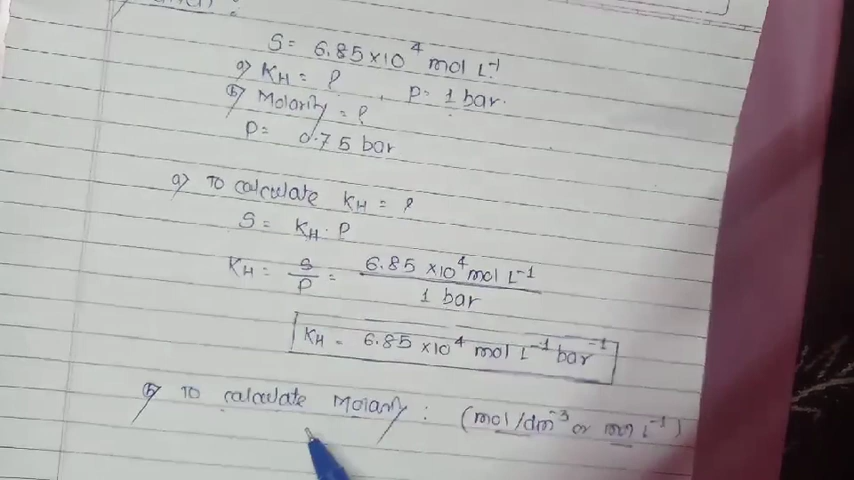 S = 6.85×10⁴ mol L⁻¹
a) KH = ? , P = 1 bar.
b) Molarity = ?
P = 0.75 bar
a) To calculate KH = ?
S = KH · P
KH = S/P = 6.85 ×10⁴ mol L⁻¹ / 1 bar
KH = 6.85 ×10⁴ mol L⁻¹ bar⁻¹
b) To calculate Molarity : (mol/dm⁻³ or mol L⁻¹)